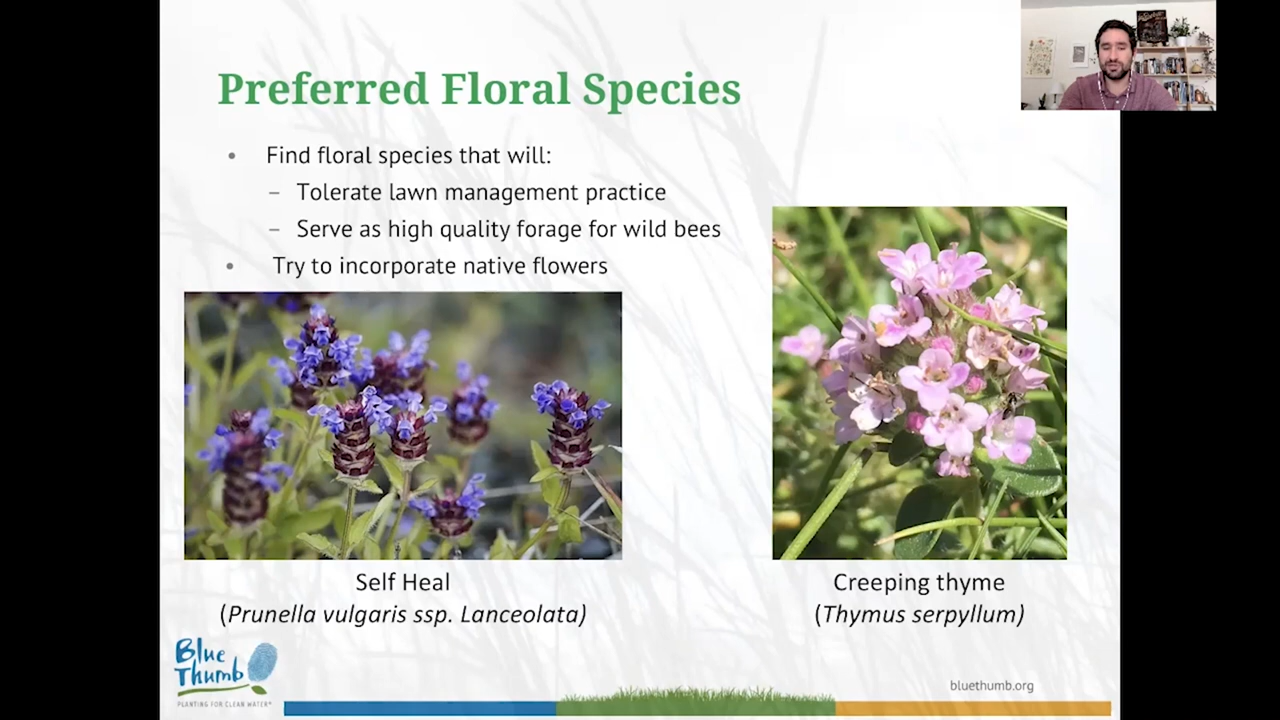 Preferred Floral Species
• Find floral species that will:
– Tolerate lawn management practice
– Serve as high quality forage for wild bees
• Try to incorporate native flowers
Self Heal
(Prunella vulgaris ssp. Lanceolata)
Creeping thyme
(Thymus serpyllum)
Blue
Thumb
PLANTING FOR CLEAN WATER®
bluethumb.org